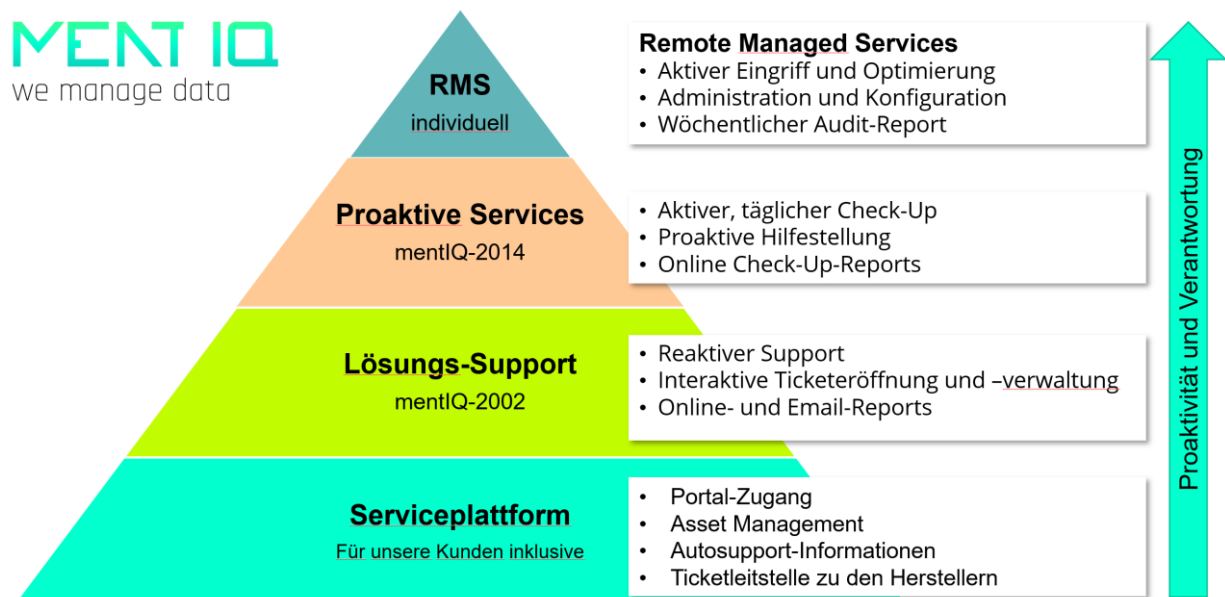 MENT IQ
we manage data
RMS
individuell
Remote Managed Services
• Aktiver Eingriff und Optimierung
• Administration und Konfiguration
• Wöchentlicher Audit-Report
Proaktive Services
mentIQ-2014
• Aktiver, täglicher Check-Up
• Proaktive Hilfestellung
• Online Check-Up-Reports
Lösungs-Support
mentIQ-2002
• Reaktiver Support
• Interaktive Ticketeröffnung und –verwaltung
• Online- und Email-Reports
Serviceplattform
Für unsere Kunden inklusive
• Portal-Zugang
• Asset Management
• Autosupport-Informationen
• Ticketleitstelle zu den Herstellern
Proaktivität und Verantwortung